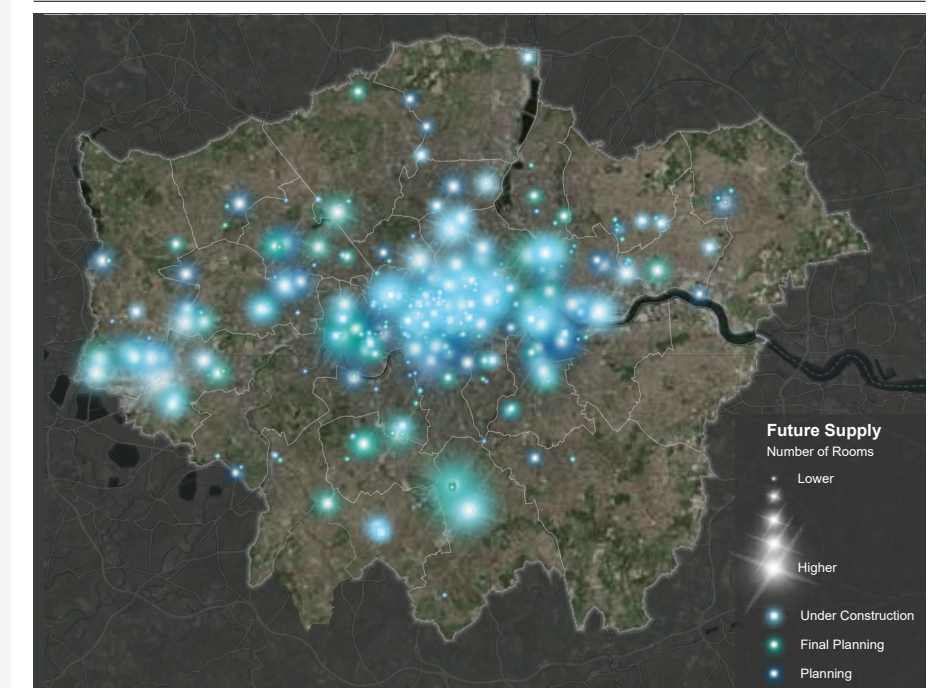 Future Supply
Number of Rooms
Lower
Higher
Under Construction
Final Planning
Planning